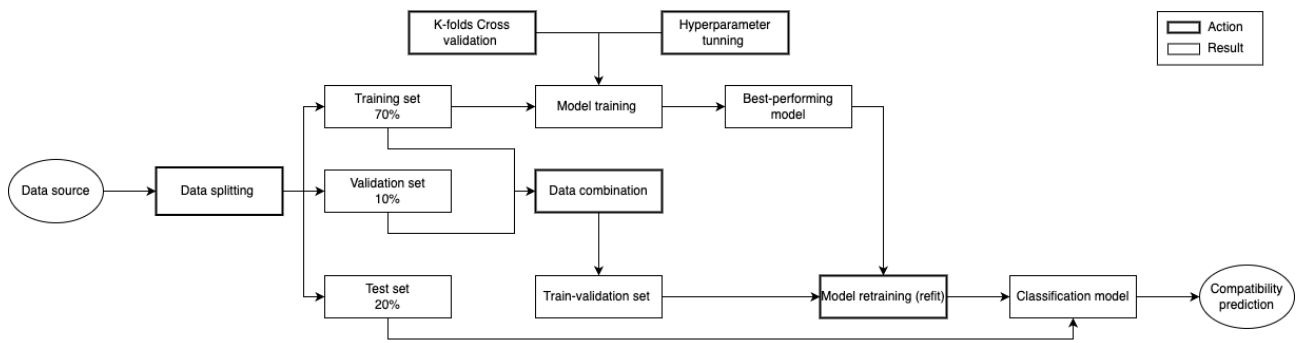 K-folds Cross
validation
Hyperparameter
tunning
Action
Result
Training set
70%
Model training
Best-performing
model
Data source
Data splitting
Validation set
10%
Data combination
Test set
20%
Train-validation set
Model retraining (refit)
Classification model
Compatibility
prediction